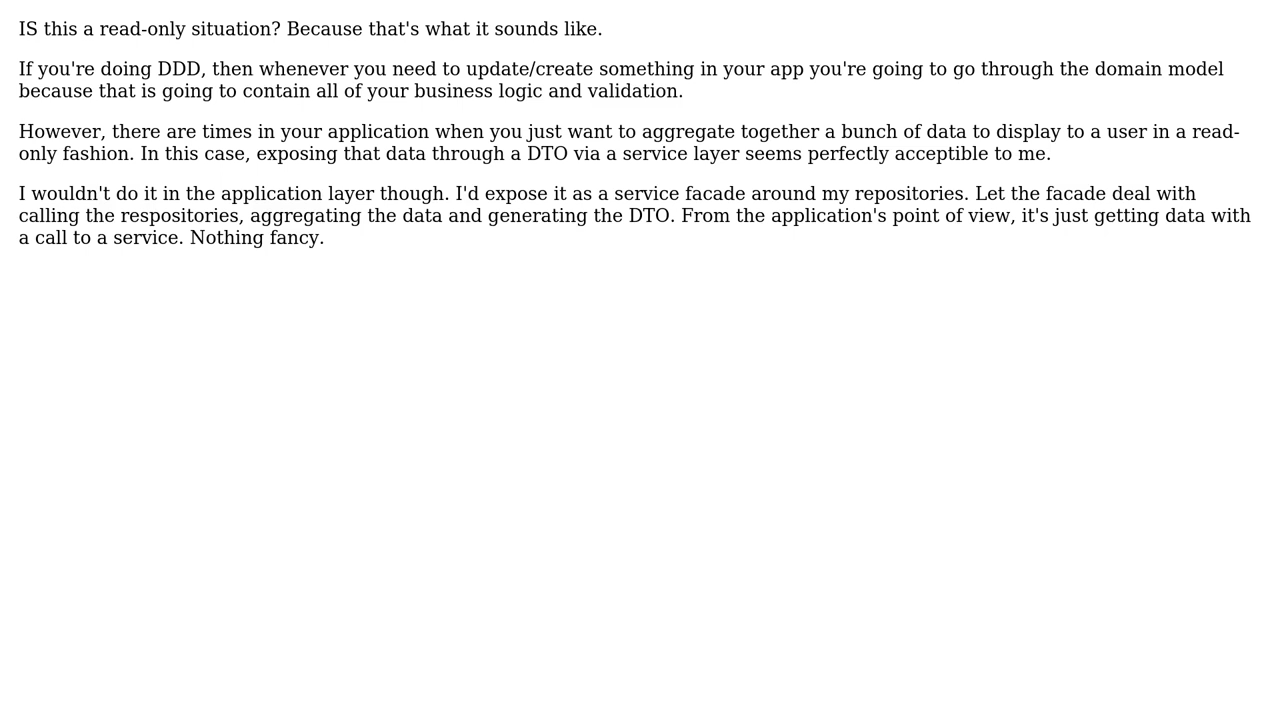 IS this a read-only situation? Because that's what it sounds like.
If you're doing DDD, then whenever you need to update/create something in your app you're going to go through the domain model
because that is going to contain all of your business logic and validation.
However, there are times in your application when you just want to aggregate together a bunch of data to display to a user in a read-
only fashion. In this case, exposing that data through a DTO via a service layer seems perfectly acceptible to me.
I wouldn't do it in the application layer though. I'd expose it as a service facade around my repositories. Let the facade deal with
calling the respositories, aggregating the data and generating the DTO. From the application's point of view, it's just getting data with
a call to a service. Nothing fancy.